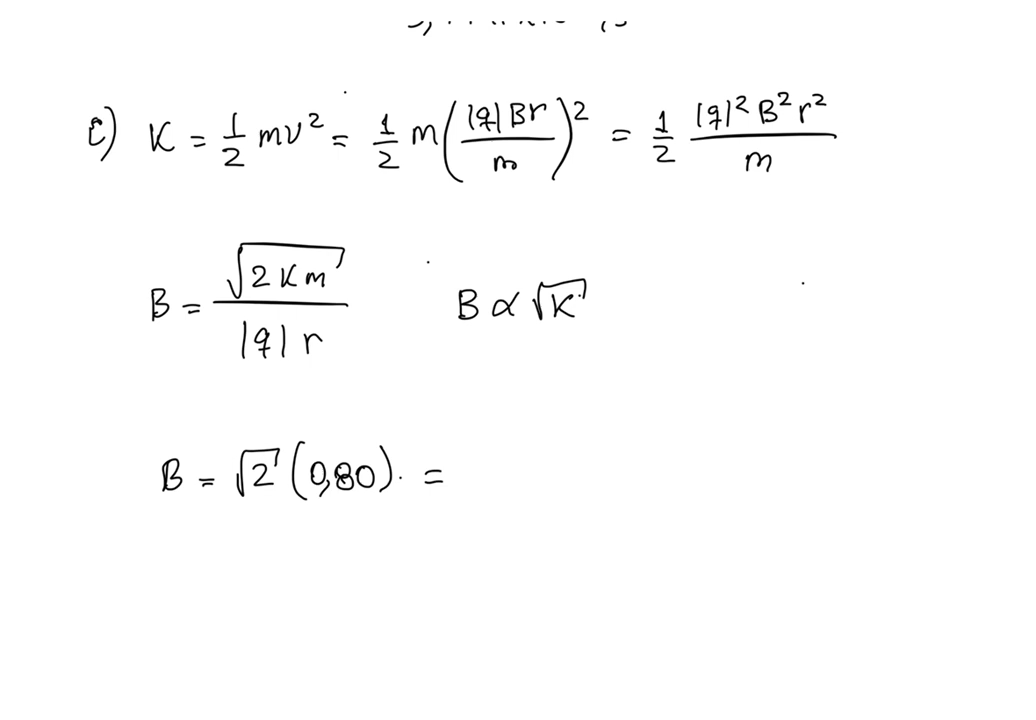 c) K = 1/2 mv² = 1/2 m(|q|Br/m)² = 1/2 |q|²B²r²/m
B = √(2Km)/|q|r B ∝ √K
B = √2 (0,80) =